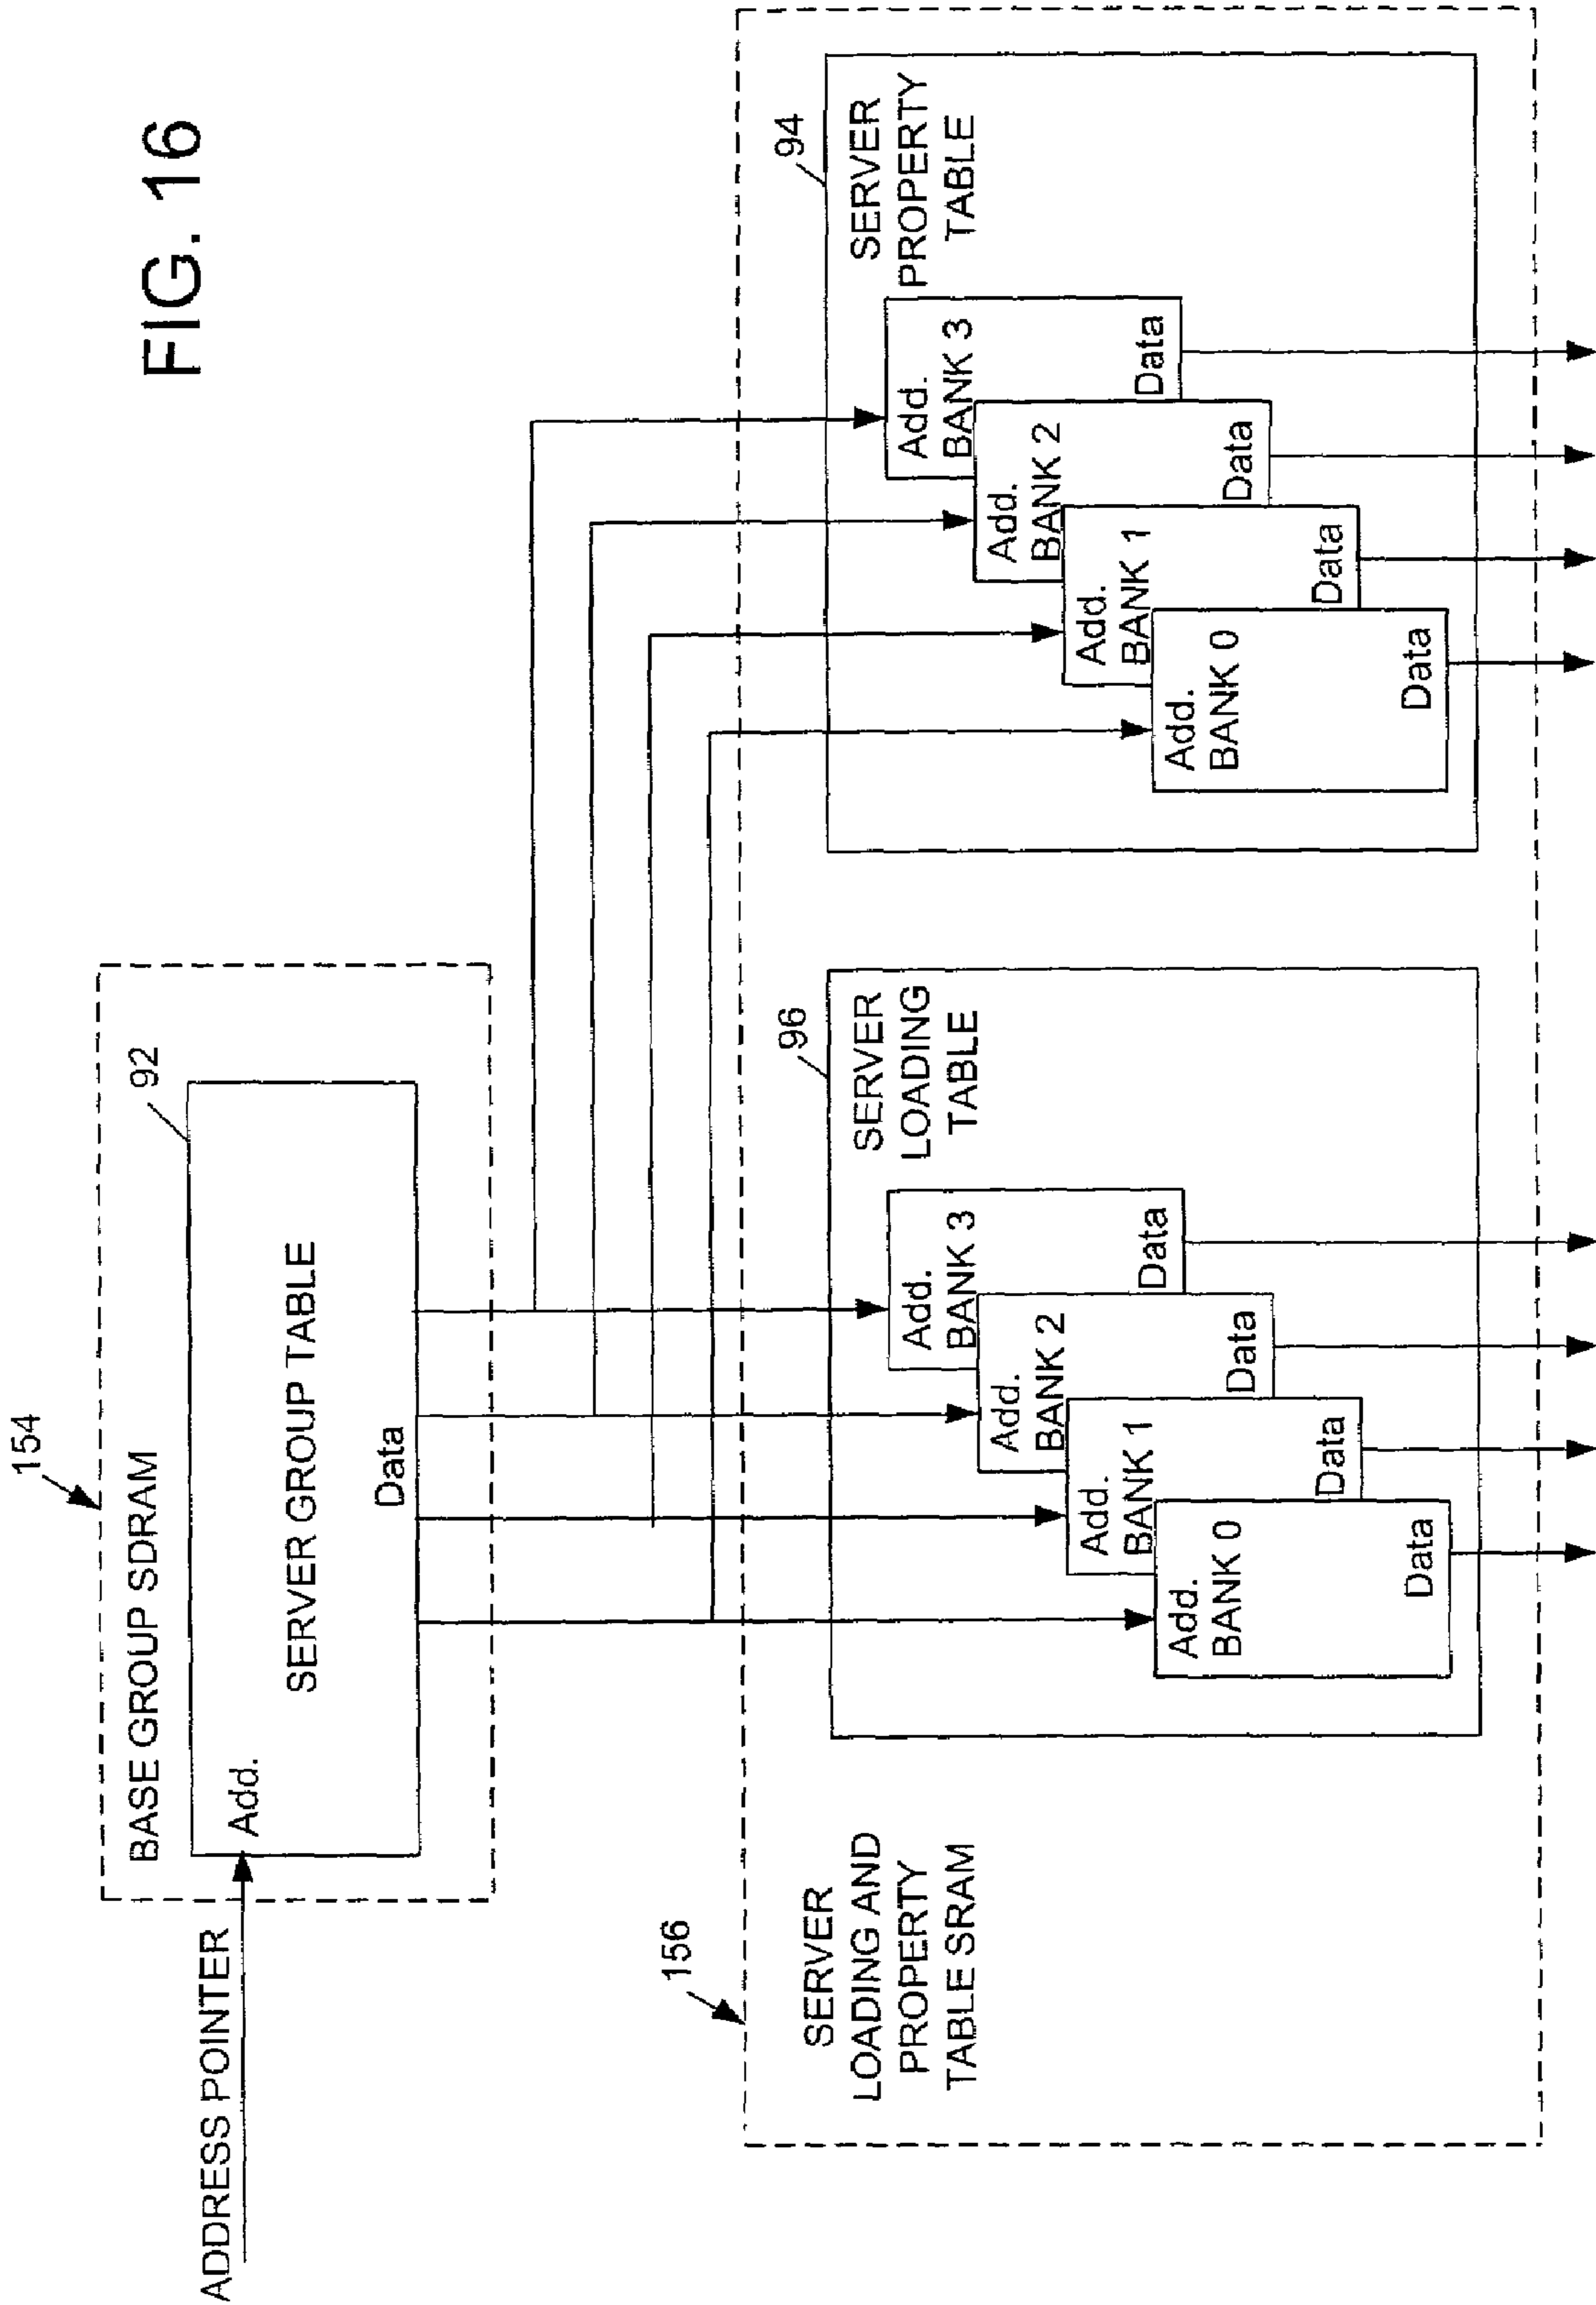 FIG. 16
154
BASE GROUP SDRAM
92
ADDRESS POINTER
Add.
SERVER GROUP TABLE
Data
156
SERVER
LOADING AND
PROPERTY
TABLE SRAM
96
SERVER
LOADING
TABLE
Add.
BANK 3
Data
Add.
BANK 2
Data
Add.
BANK 1
Data
Add.
BANK 0
Data
94
SERVER
PROPERTY
TABLE
Add.
BANK 3
Data
Add.
BANK 2
Data
Add.
BANK 1
Data
Add.
BANK 0
Data